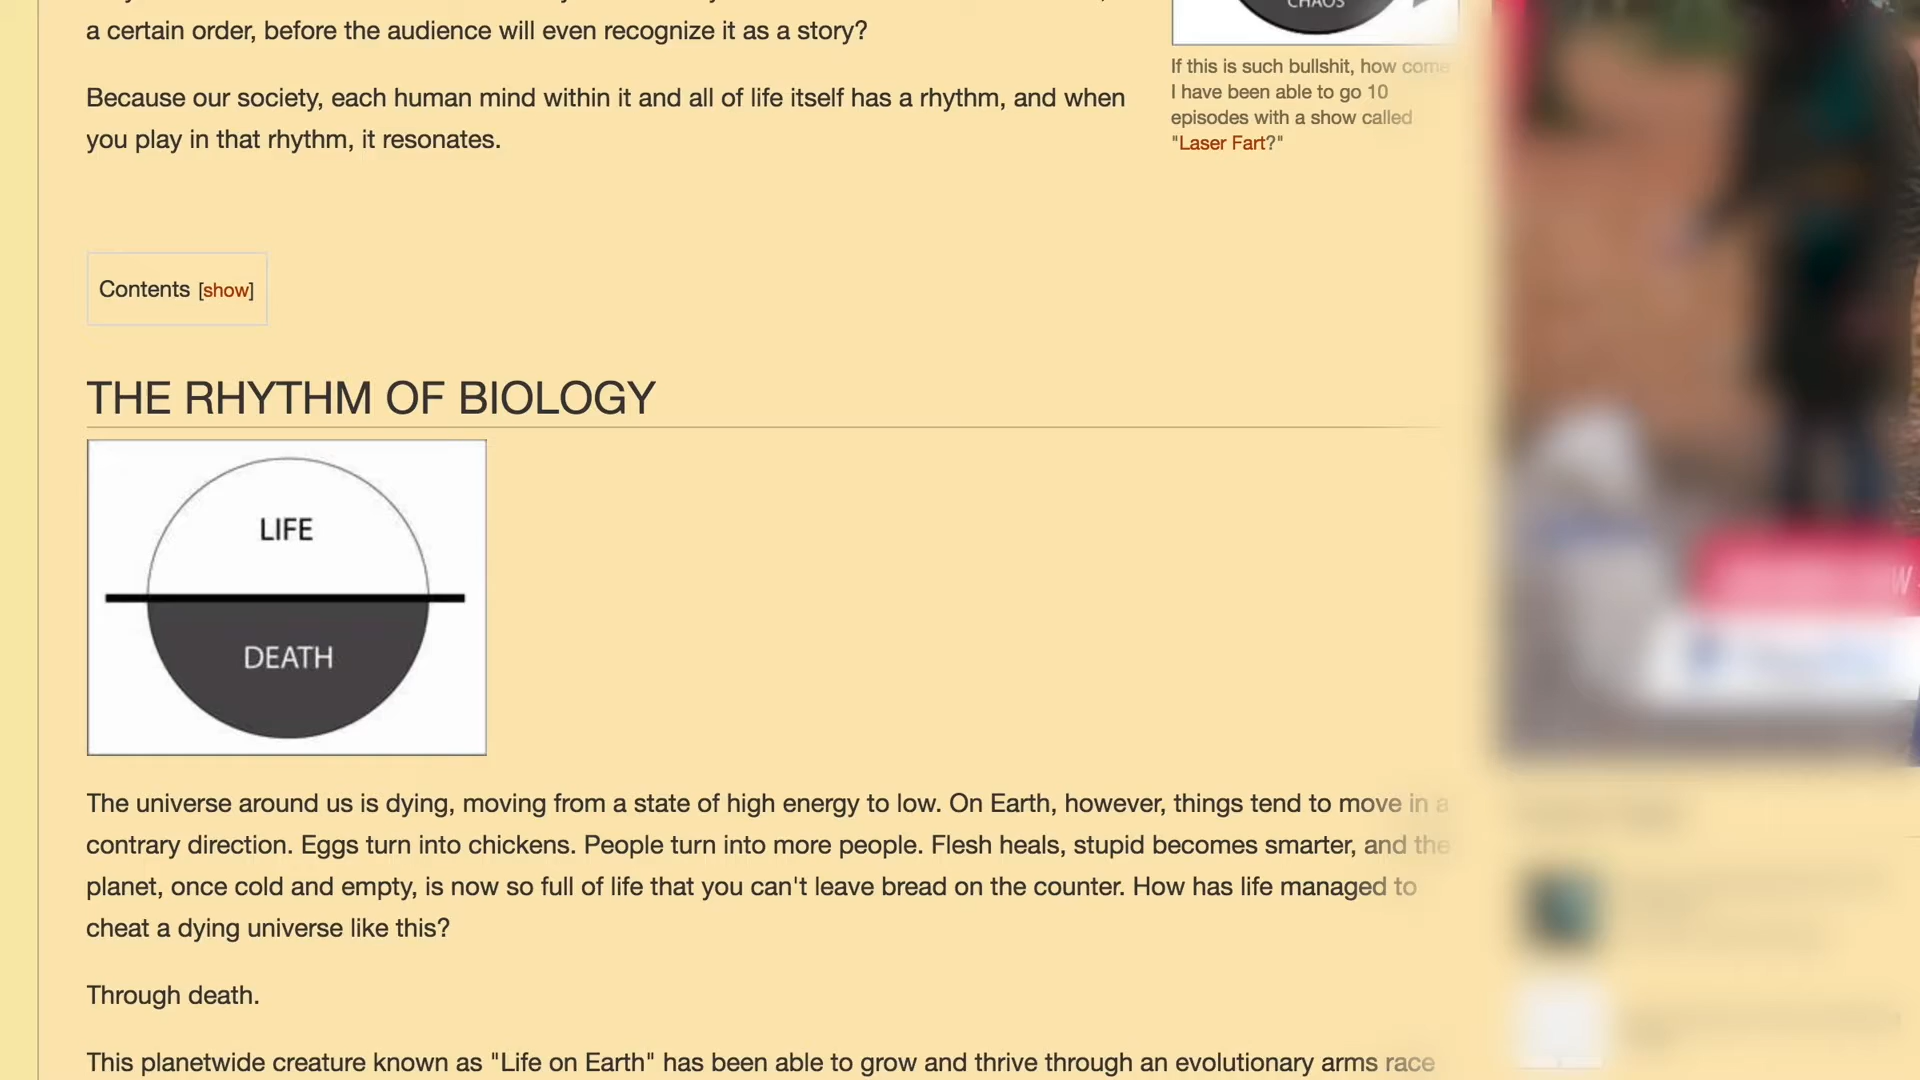 a certain order, before the audience will even recognize it as a story?
Because our society, each human mind within it and all of life itself has a rhythm, and when
you play in that rhythm, it resonates.
CHAOS
If this is such bullshit, how come
I have been able to go 10
episodes with a show called
"Laser Fart?"
Contents [show]
THE RHYTHM OF BIOLOGY
LIFE
DEATH
The universe around us is dying, moving from a state of high energy to low. On Earth, however, things tend to move in a
contrary direction. Eggs turn into chickens. People turn into more people. Flesh heals, stupid becomes smarter, and the
planet, once cold and empty, is now so full of life that you can't leave bread on the counter. How has life managed to
cheat a dying universe like this?
Through death.
This planetwide creature known as "Life on Earth" has been able to grow and thrive through an evolutionary arms race